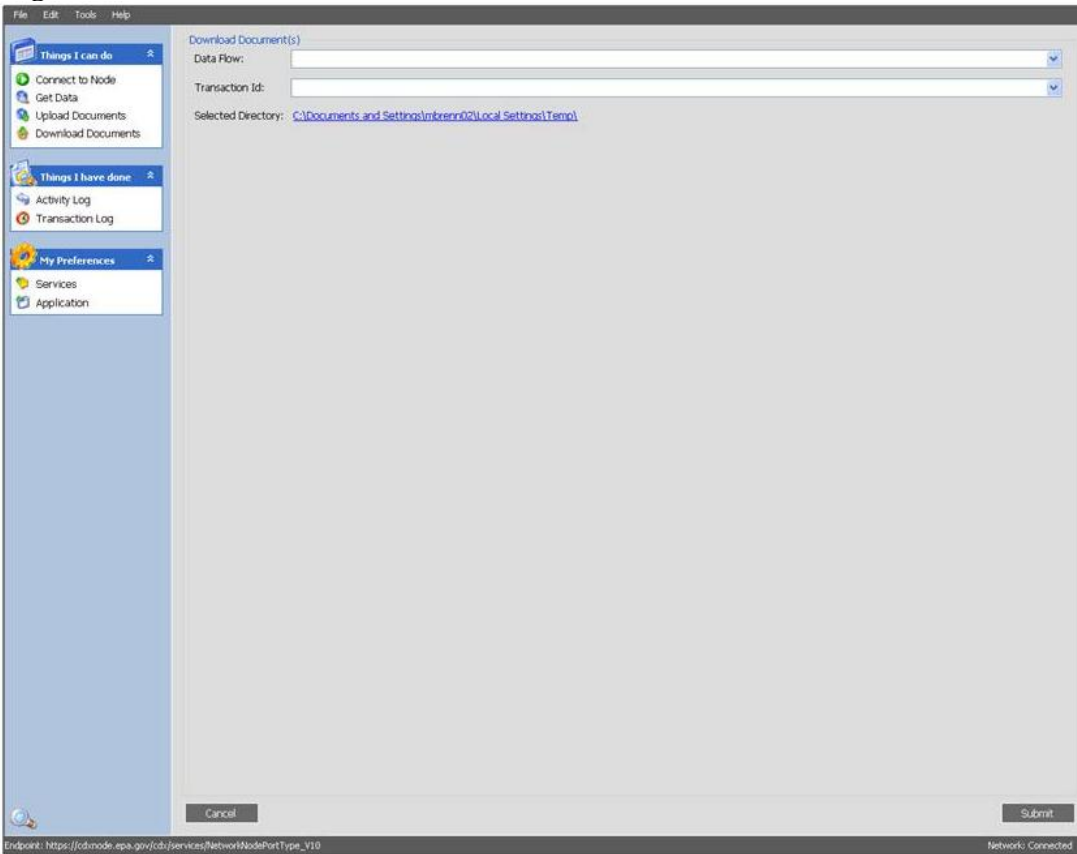 File Edit Tools Help
Things I can do
Connect to Node
Get Data
Upload Documents
Download Documents
Things I have done
Activity Log
Transaction Log
My Preferences
Services
Application
Download Document(s)
Data Flow:
Transaction Id:
Selected Directory: C:\Documents and Settings\mbrenn02\Local Settings\Temp\
Cancel Submit
Endpoint: https://cdxnode.epa.gov/cdx/services/NetworkNodePortType_V10 Network: Connected